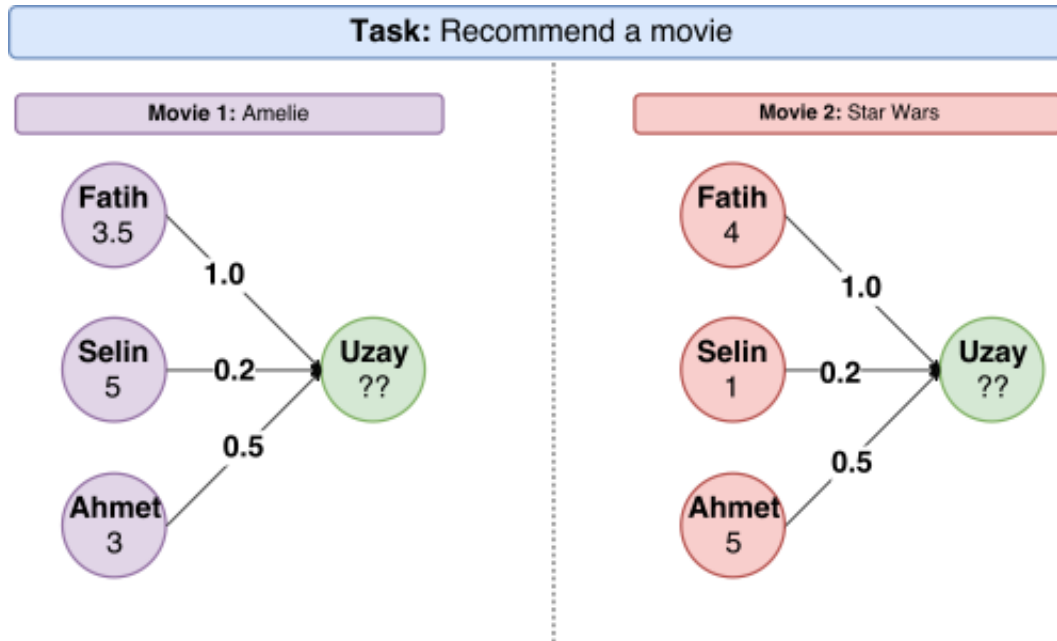 Task: Recommend a movie
Movie 1: Amelie
Fatih
3.5
1.0
Selin
5
0.2
Uzay
??
0.5
Ahmet
3
Movie 2: Star Wars
Fatih
4
1.0
Selin
1
0.2
Uzay
??
0.5
Ahmet
5